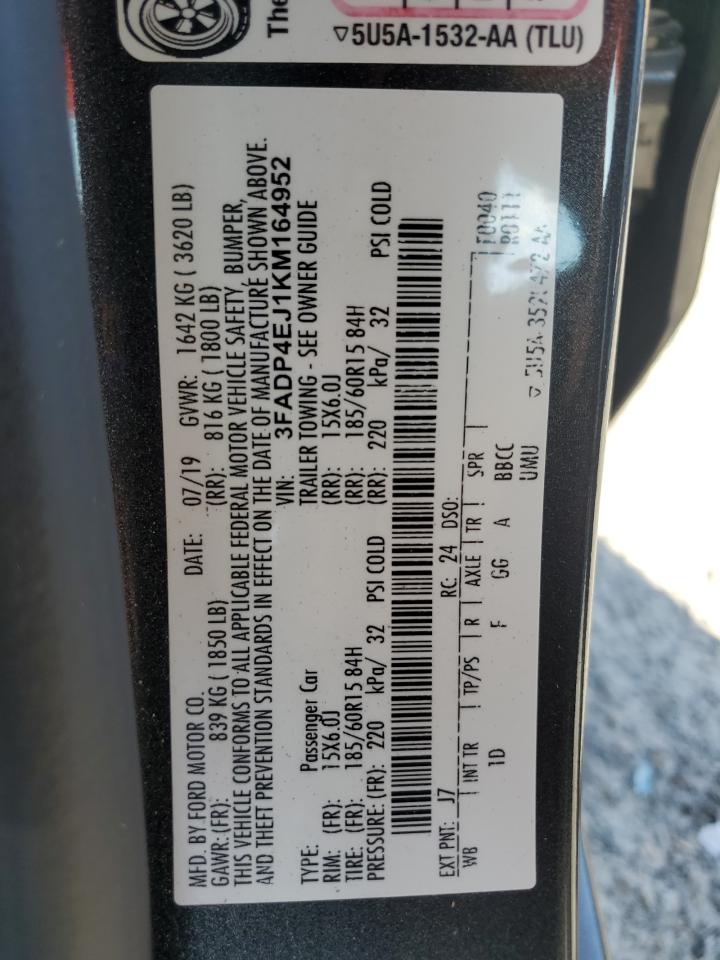 The
▽5U5A-1532-AA (TLU)
MFD. BY FORD MOTOR CO.
DATE: 07/19 GVWR: 1642 KG ( 3620 LB)
GAWR: (FR): 839 KG ( 1850 LB) (RR): 816 KG ( 1800 LB)
THIS VEHICLE CONFORMS TO ALL APPLICABLE FEDERAL MOTOR VEHICLE SAFETY, BUMPER,
AND THEFT PREVENTION STANDARDS IN EFFECT ON THE DATE OF MANUFACTURE SHOWN ABOVE.
VIN: 3FADP4EJ1KM164952
TYPE: Passenger Car TRAILER TOWING - SEE OWNER GUIDE
RIM: (FR): 15X6.0J (RR): 15X6.0J
TIRE: (FR): 185/60R15 84H (RR): 185/60R15 84H
PRESSURE: (FR): 220 kPa/ 32 PSI COLD (RR): 220 kPa/ 32 PSI COLD
EXT PNT: J7 RC: 24 DSO:
WB INT TR TP/PS R AXLE TR SPR
1D F GG A BBCC
UMU